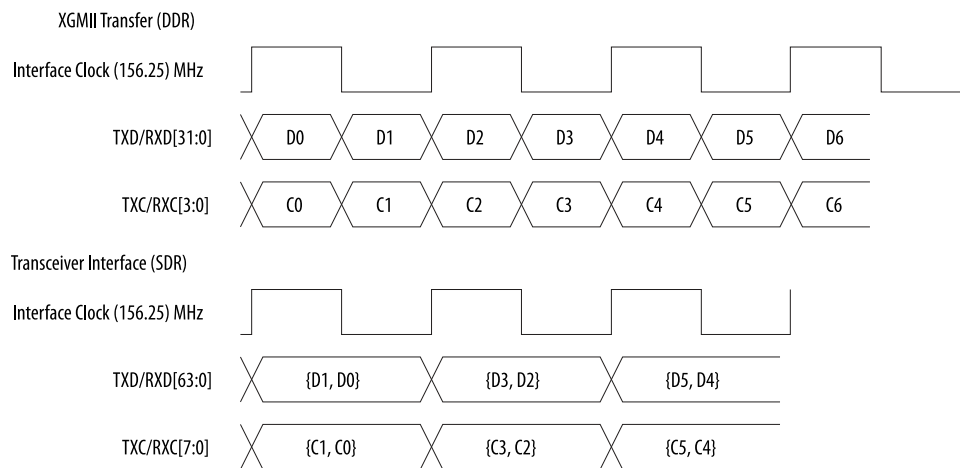 XGMII Transfer (DDR)
Interface Clock (156.25) MHz
TXD/RXD[31:0] D0 D1 D2 D3 D4 D5 D6
TXC/RXC[3:0] C0 C1 C2 C3 C4 C5 C6
Transceiver Interface (SDR)
Interface Clock (156.25) MHz
TXD/RXD[63:0] {D1, D0} {D3, D2} {D5, D4}
TXC/RXC[7:0] {C1, C0} {C3, C2} {C5, C4}